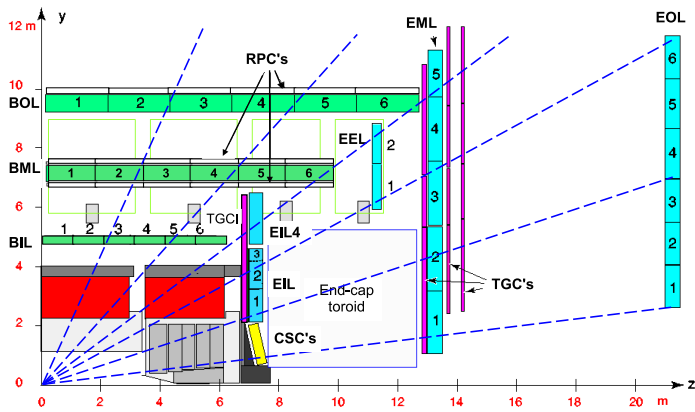 y
12 m
EML
EOL
RPC's
6
5
10
BOL
1 2 3 4 5 6
5
4
4
8
EEL
2
BML
1 2 3 4 5 6
1
3
3
6
TGCI
EIL4
BIL
1 2 3 4 5 6
2
2
4
3
2
EIL
1
End-cap
toroid
TGC's
1
1
2
CSC's
0
z
0 2 4 6 8 10 12 14 16 18 20 m